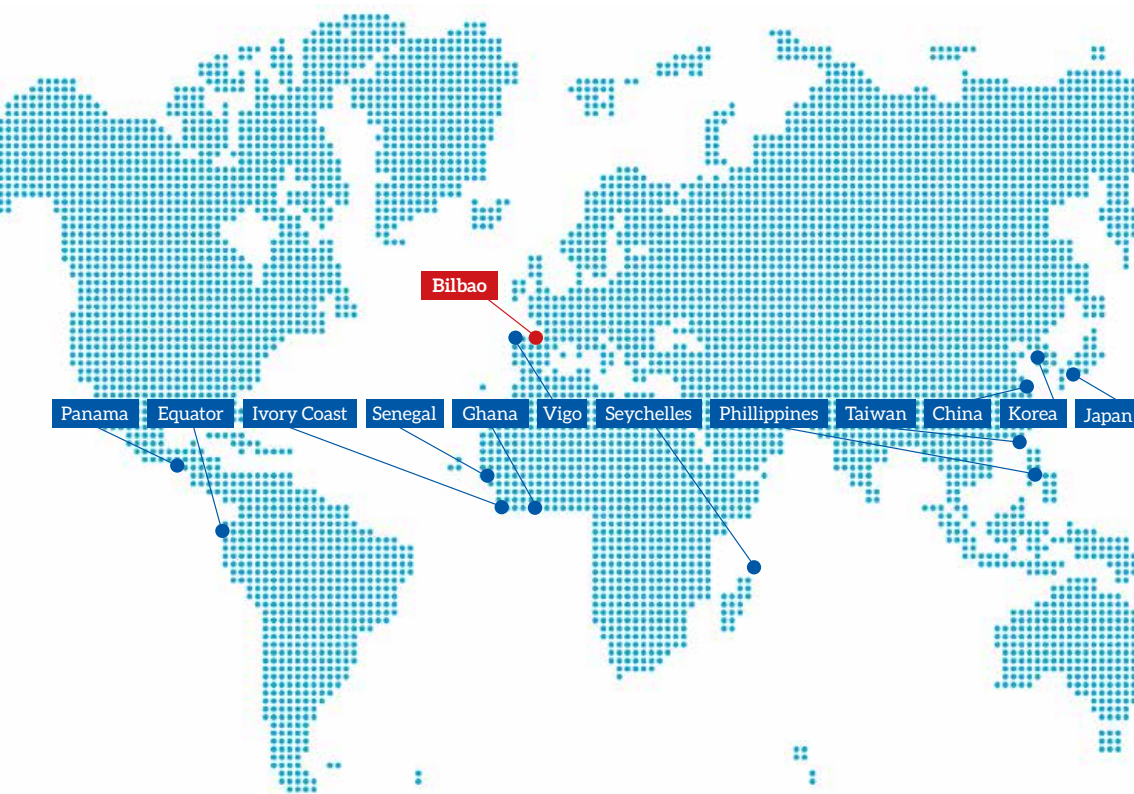 Bilbao
Panama
Equator
Ivory Coast
Senegal
Ghana
Vigo
Seychelles
Phillippines
Taiwan
China
Korea
Japan